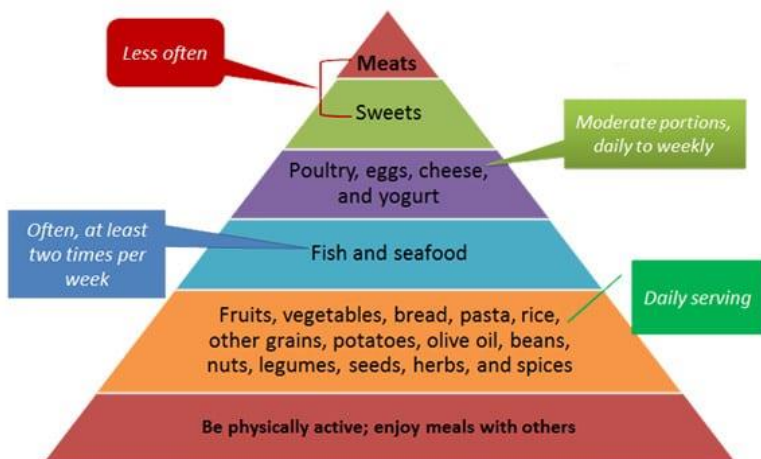 Less often
Meats
Sweets
Moderate portions,
daily to weekly
Poultry, eggs, cheese,
and yogurt
Often, at least
two times per
week
Fish and seafood
Fruits, vegetables, bread, pasta, rice,
other grains, potatoes, olive oil, beans,
nuts, legumes, seeds, herbs, and spices
Daily serving
Be physically active; enjoy meals with others